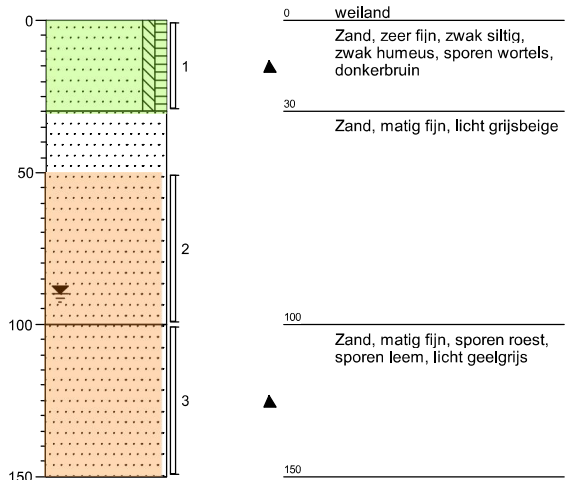 0
50
100
150
1
2
3
0 weiland
Zand, zeer fijn, zwak siltig,
zwak humeus, sporen wortels,
donkerbruin
30
Zand, matig fijn, licht grijsbeige
100
Zand, matig fijn, sporen roest,
sporen leem, licht geelgrijs
150